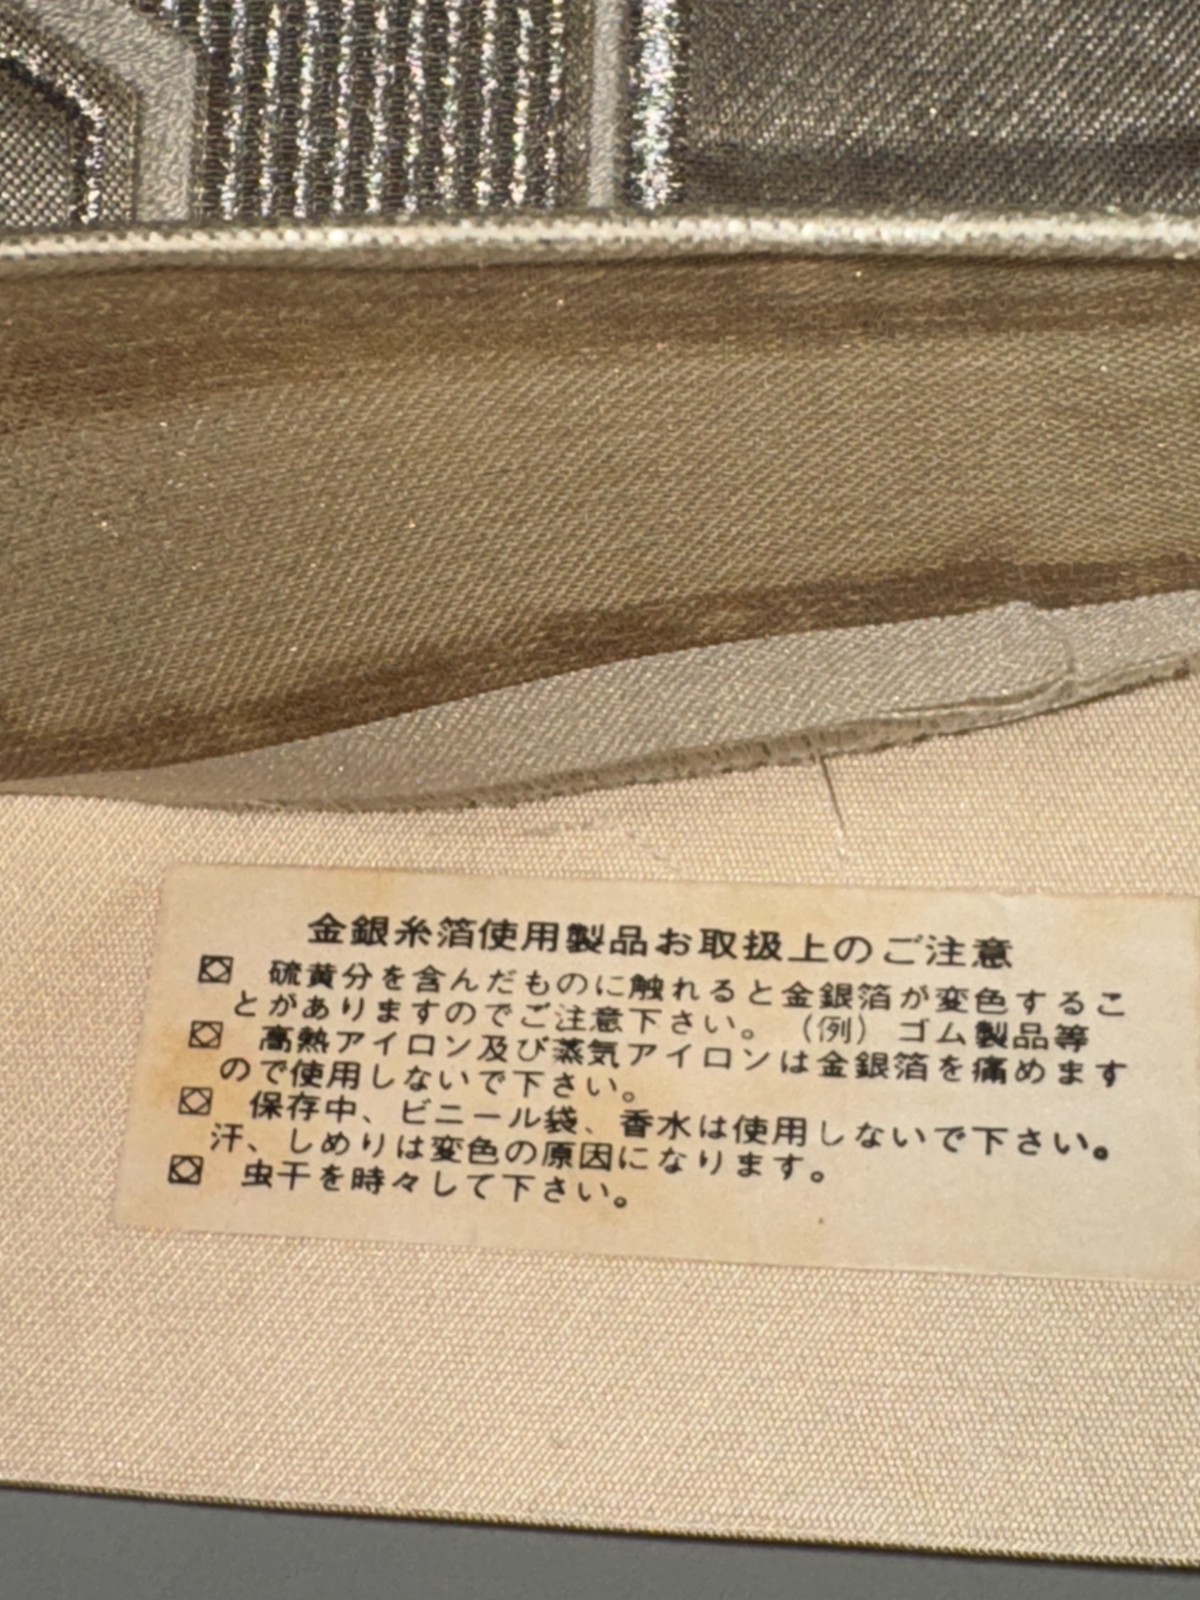 金銀糸箔使用製品お取扱上のご注意
硫黄分を含んだものに触れると金銀箔が変色するこ
とがありますのでご注意下さい。（例）ゴム製品等
高熱アイロン及び蒸気アイロンは金銀箔を痛めます
ので使用しないで下さい。
保存中、ビニール袋、香水は使用しないで下さい。
汗、しめりは変色の原因になります。
虫干を時々して下さい。